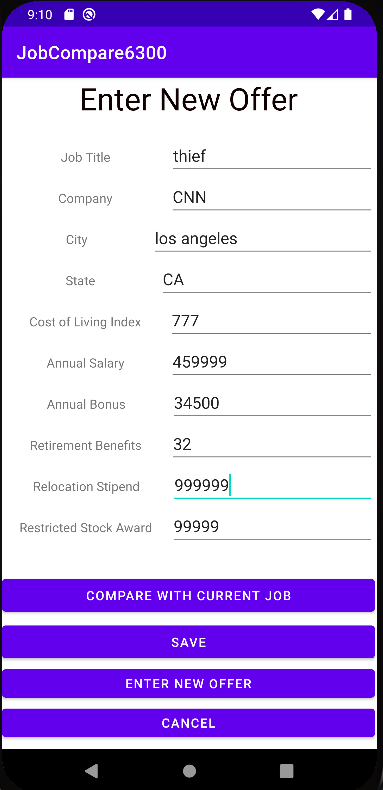 9:10
JobCompare6300
Enter New Offer
Job Title thief
Company CNN
City los angeles
State CA
Cost of Living Index 777
Annual Salary 459999
Annual Bonus 34500
Retirement Benefits 32
Relocation Stipend 999999
Restricted Stock Award 99999
COMPARE WITH CURRENT JOB
SAVE
ENTER NEW OFFER
CANCEL